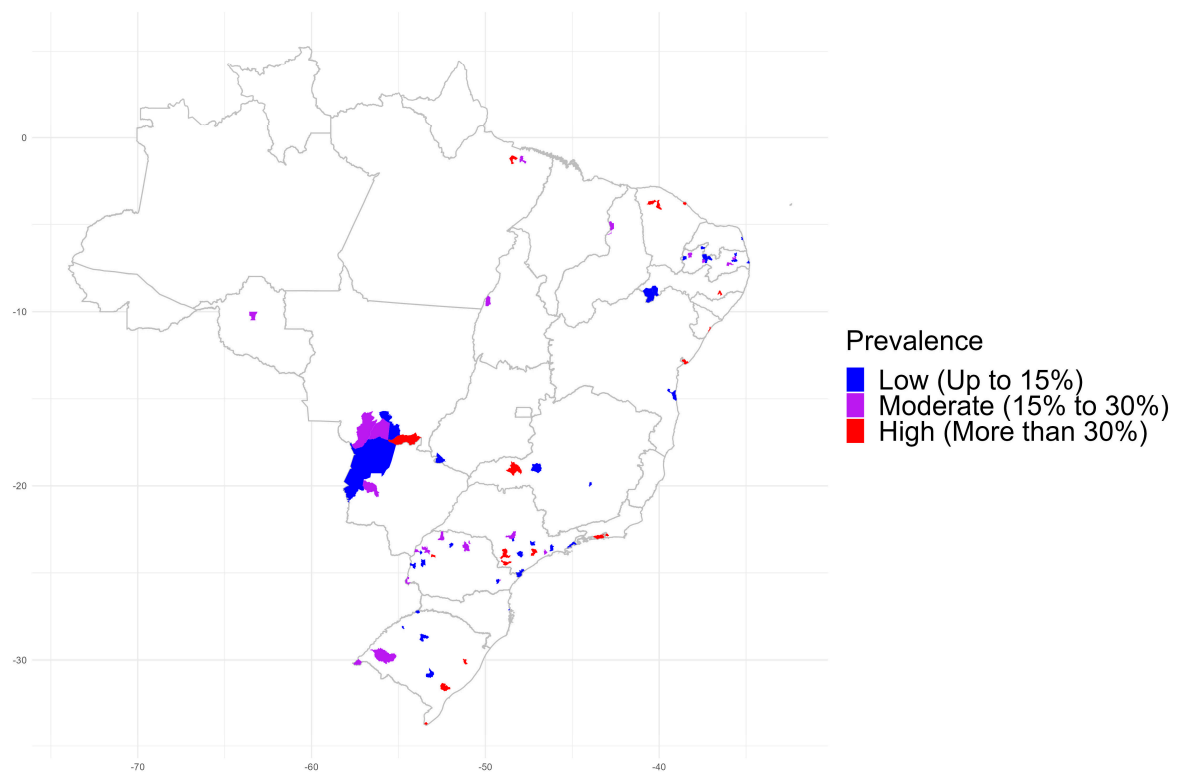 0
-10
-20
-30
-70
-60
-50
-40
Prevalence
Low (Up to 15%)
Moderate (15% to 30%)
High (More than 30%)